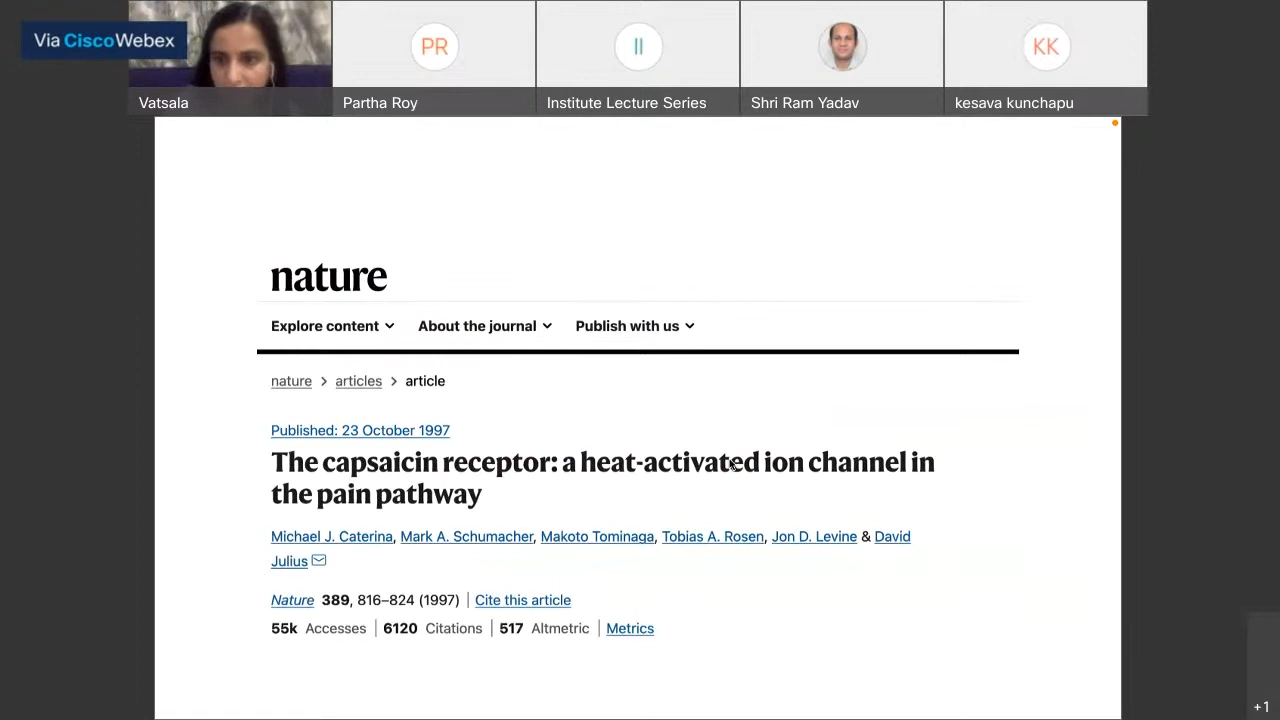 Via CiscoWebex
PR
II
KK
Vatsala
Partha Roy
Institute Lecture Series
Shri Ram Yadav
kesava kunchapu
nature
Explore content
About the journal
Publish with us
nature > articles > article
Published: 23 October 1997
The capsaicin receptor: a heat-activated ion channel in
the pain pathway
Michael J. Caterina, Mark A. Schumacher, Makoto Tominaga, Tobias A. Rosen, Jon D. Levine & David
Julius
Nature 389, 816–824 (1997) | Cite this article
55k Accesses | 6120 Citations | 517 Altmetric | Metrics
+1